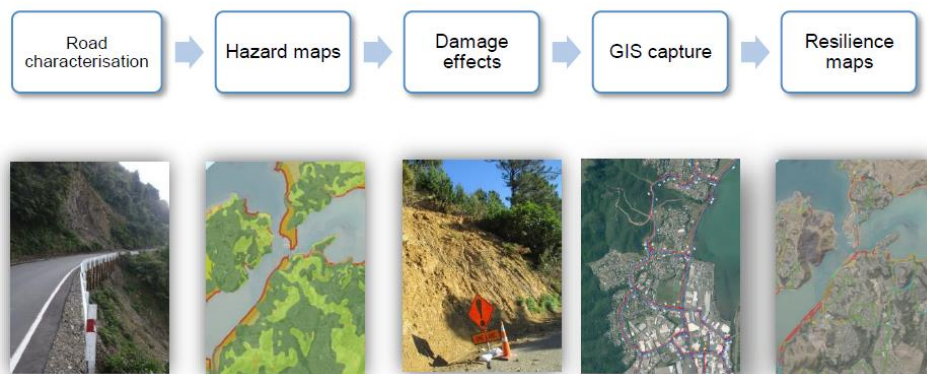 Road
characterisation
Hazard maps
Damage
effects
GIS capture
Resilience
maps